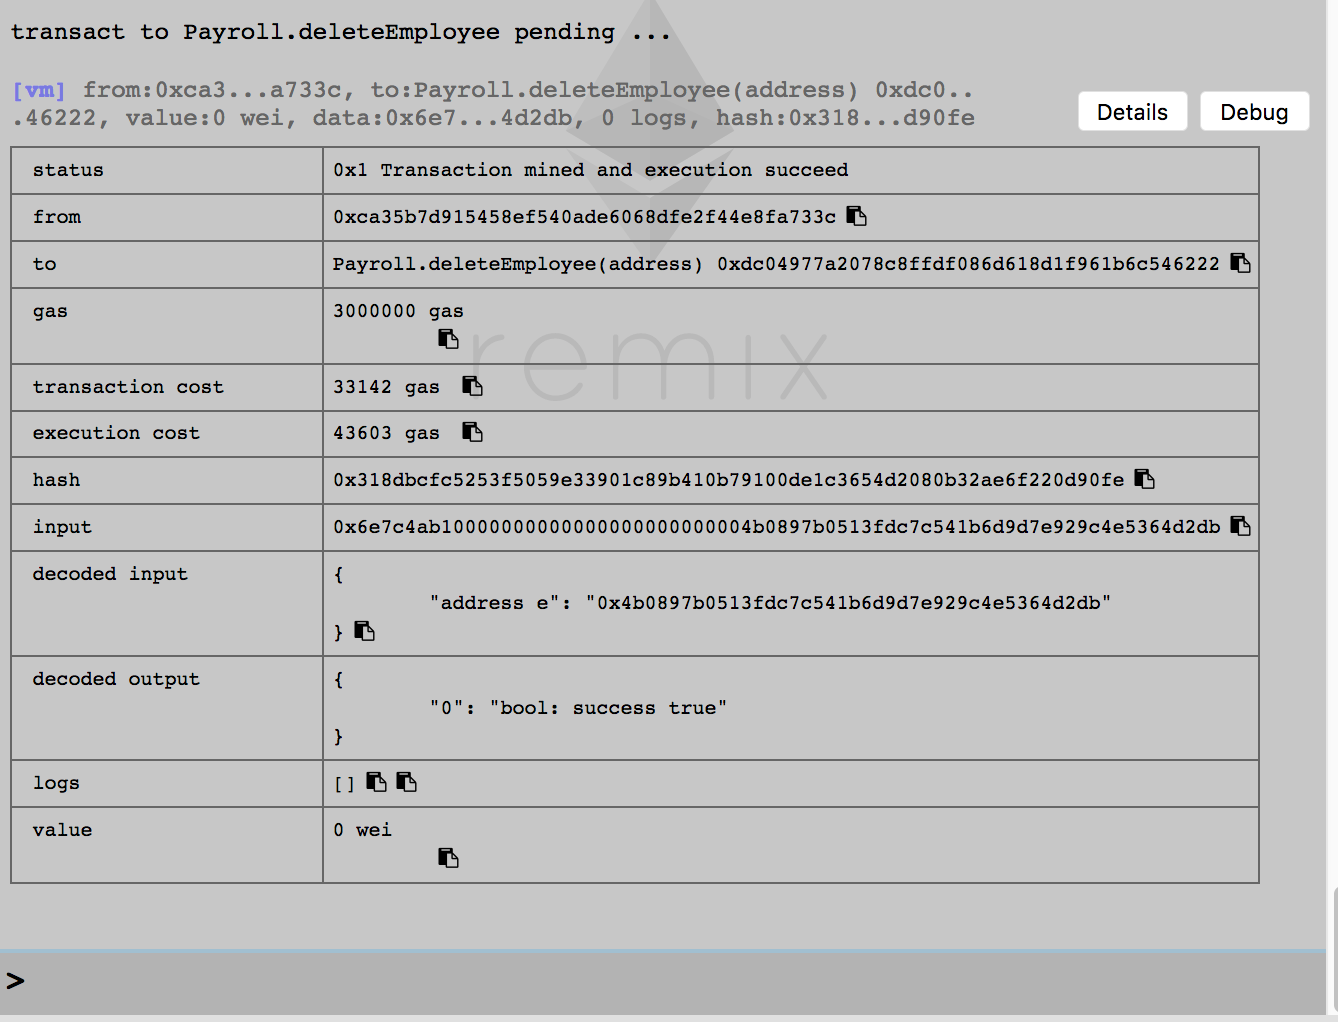 transact to Payroll.deleteEmployee pending ...
[vm] from:0xca3...a733c, to:Payroll.deleteEmployee(address) 0xdc0..
.46222, value:0 wei, data:0x6e7...4d2db, 0 logs, hash:0x318...d90fe
Details Debug
status 0x1 Transaction mined and execution succeed
from 0xca35b7d915458ef540ade6068dfe2f44e8fa733c
to Payroll.deleteEmployee(address) 0xdc04977a2078c8ffdf086d618d1f961b6c546222
gas 3000000 gas
remix
transaction cost 33142 gas
execution cost 43603 gas
hash 0x318dbcfc5253f5059e33901c89b410b79100de1c3654d2080b32ae6f220d90fe
input 0x6e7c4ab10000000000000000000000004b0897b0513fdc7c541b6d9d7e929c4e5364d2db
decoded input {
"address e": "0x4b0897b0513fdc7c541b6d9d7e929c4e5364d2db"
}
decoded output {
"0": "bool: success true"
}
logs []
value 0 wei
>